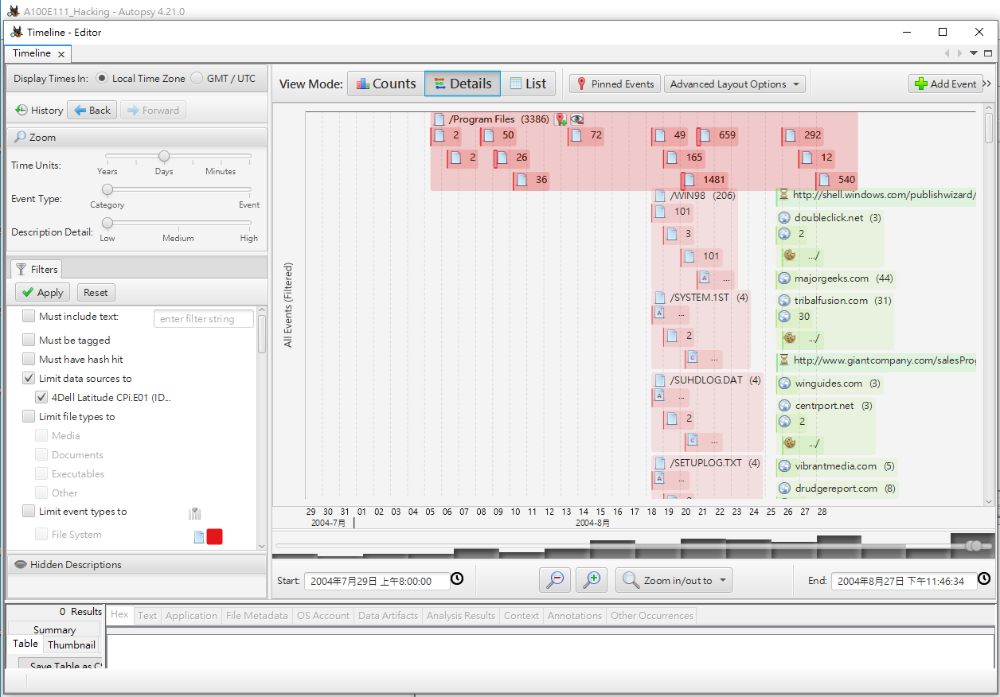 A100E111_Hacking - Autopsy 4.21.0
Timeline - Editor
Timeline
Display Times In: Local Time Zone GMT / UTC
History Back Forward
Zoom
Time Units:
Years Days Minutes
Event Type:
Category Event
Description Detail:
Low Medium High
Filters
Apply Reset
Must include text: enter filter string
Must be tagged
Must have hash hit
Limit data sources to
4Dell Latitude CPi.E01 (ID...
Limit file types to
Media
Documents
Executables
Other
Limit event types to
File System
Hidden Descriptions
View Mode: Counts Details List Pinned Events Advanced Layout Options Add Event
All Events (Filtered)
/Program Files (3386)
2 50 72 49 659 292
2 26 165 12
36 1481 540
/WIN98 (206)
101
3
101
A ...
/SYSTEM.1ST (4)
A ...
2
C ...
/SUHDLOG.DAT (4)
A ...
2
C ...
/SETUPLOG.TXT (4)
A ...
http://shell.windows.com/publishwizard/
doubleclick.net (3)
2
.../
majorgeeks.com (44)
tribalfusion.com (31)
30
.../
http://www.giantcompany.com/salesPro
winguides.com (3)
centrport.net (3)
2
.../
vibrantmedia.com (5)
drudgereport.com (8)
29 30 31 01 02 03 04 05 06 07 08 09 10 11 12 13 14 15 16 17 18 19 20 21 22 23 24 25 26 27 28
2004-7月 2004-8月
Start: 2004年7月29日 上午8:00:00 Zoom in/out to End: 2004年8月27日 下午11:46:34
0 Results
Summary
Table Thumbnail
Save Table as CS
Hex Text Application File Metadata OS Account Data Artifacts Analysis Results Context Annotations Other Occurrences